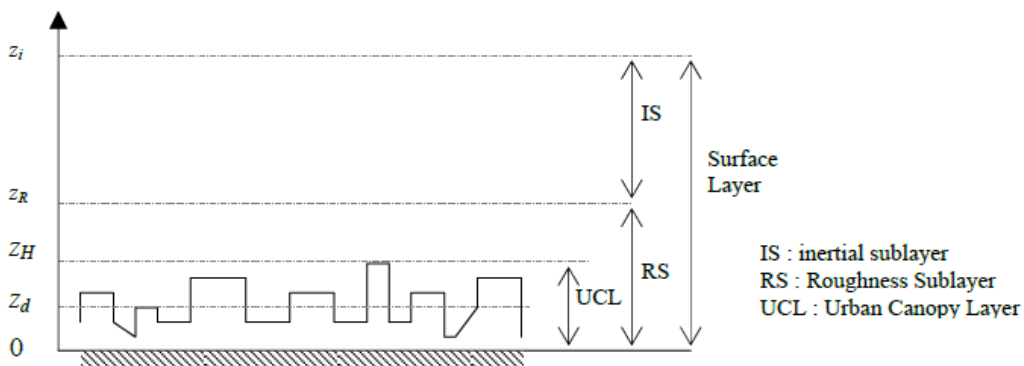 z_i
IS
Surface
Layer
z_R
z_H
RS
UCL
z_d
0
IS : inertial sublayer
RS : Roughness Sublayer
UCL : Urban Canopy Layer